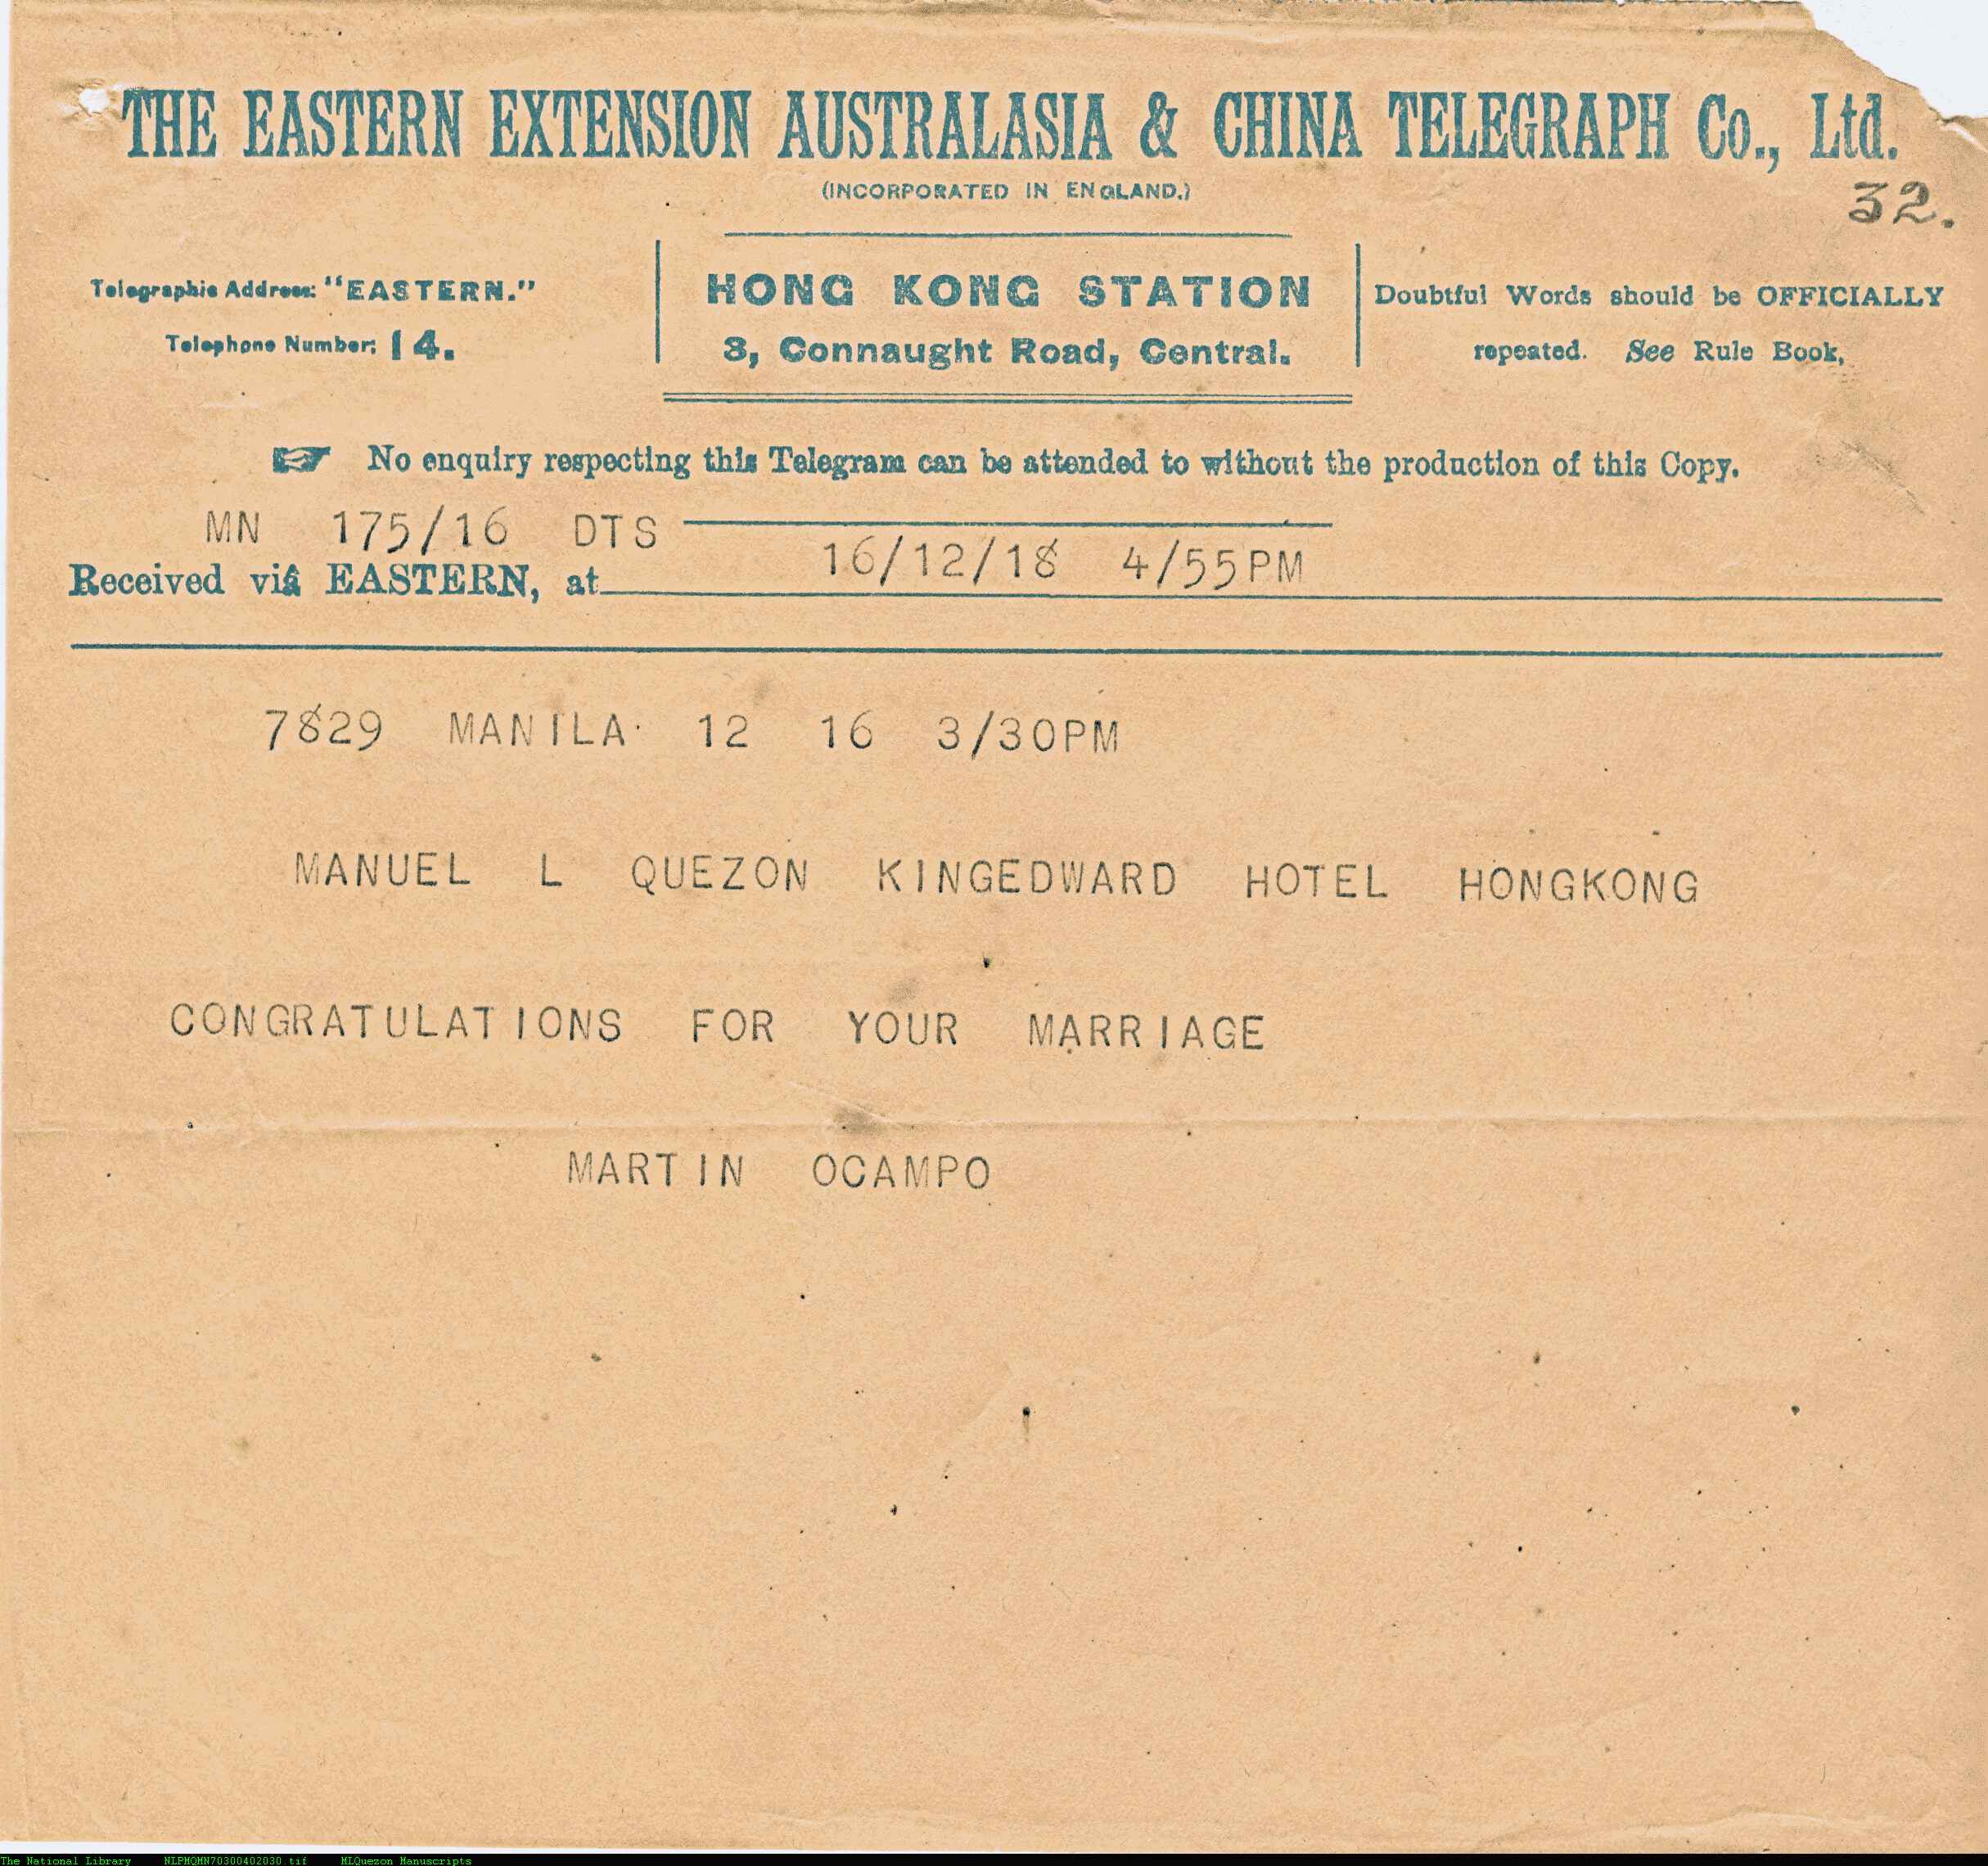 THE EASTERN EXTENSION AUSTRALASIA & CHINA TELEGRAPH Co., Ltd.
(INCORPORATED IN ENGLAND.)
32.
Telegraphic Address: "EASTERN."
Telephone Number: 14.
HONG KONG STATION
3, Connaught Road, Central.
Doubtful Words should be OFFICIALLY
repeated. See Rule Book,
No enquiry respecting this Telegram can be attended to without the production of this Copy.
MN 175/16 DTS
Received viâ EASTERN, at 16/12/18 4/55PM
7829 MANILA 12 16 3/30PM
MANUEL L QUEZON KINGEDWARD HOTEL HONGKONG
CONGRATULATIONS FOR YOUR MARRIAGE
MARTIN OCAMPO
The National Library NLPMQMN70300402030.tif MLQuezon Manuscripts